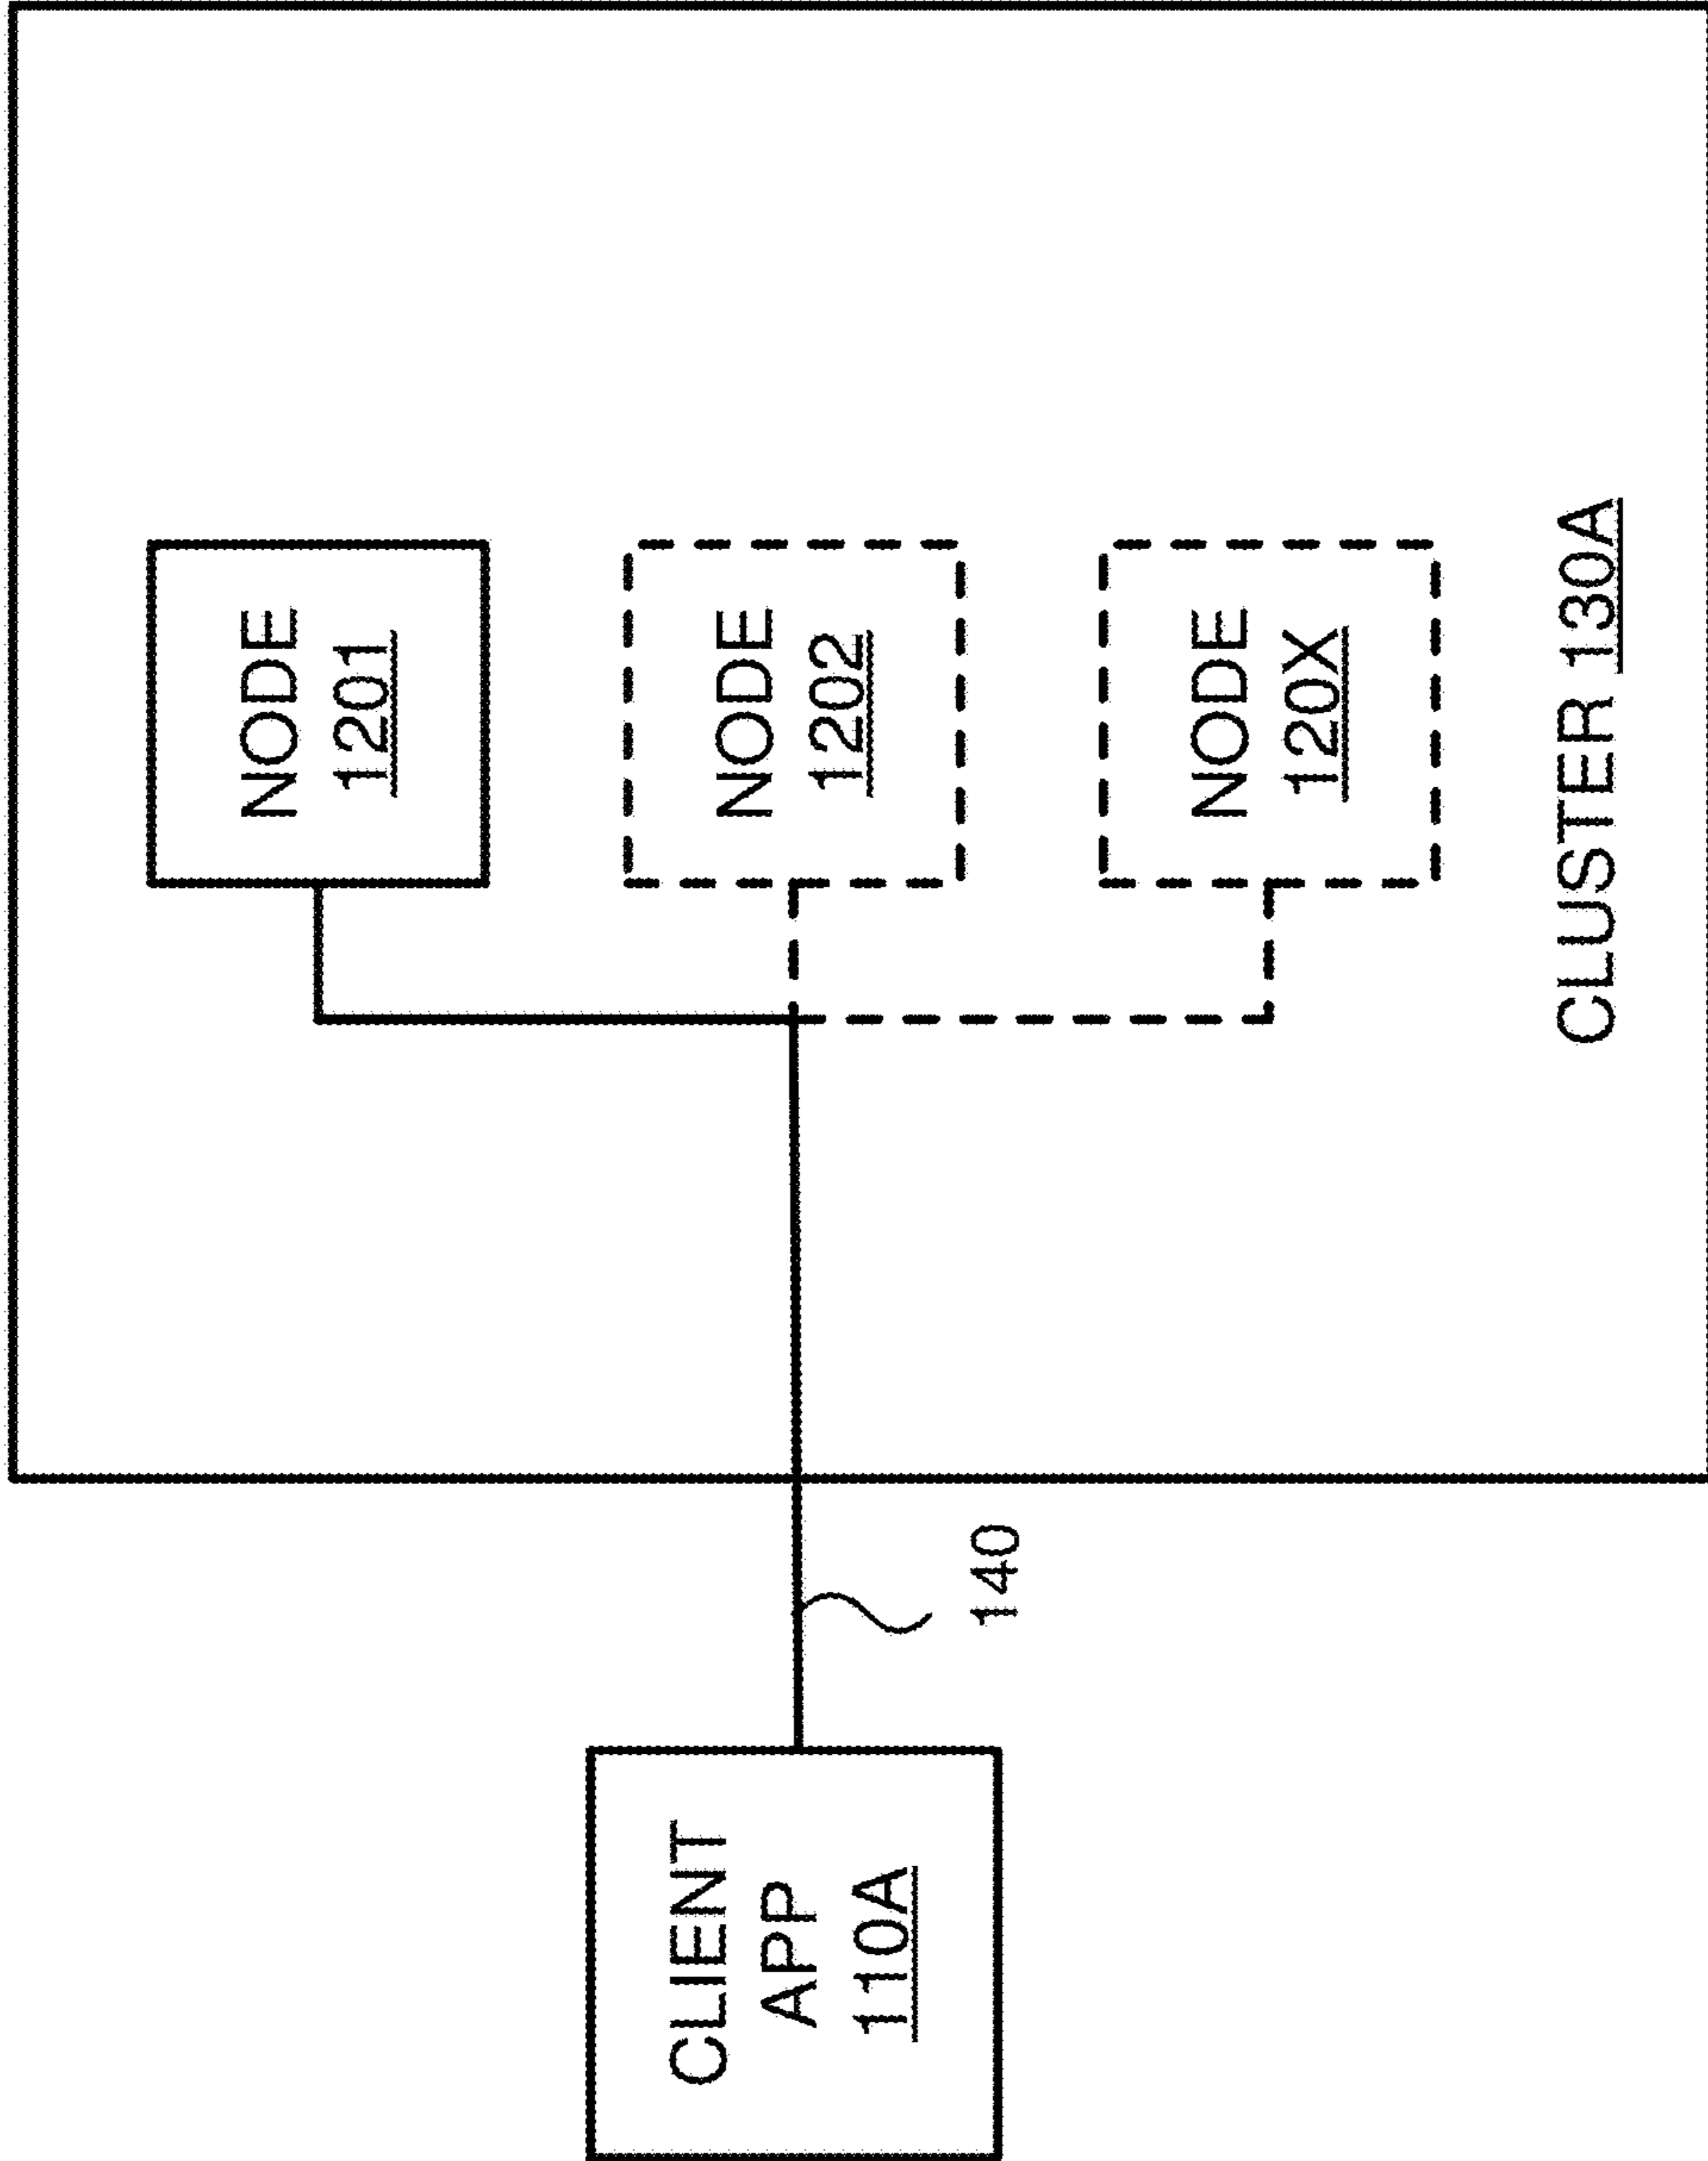 CLIENT
APP
110A
140
NODE
1201
NODE
1202
NODE
120X
CLUSTER 130A